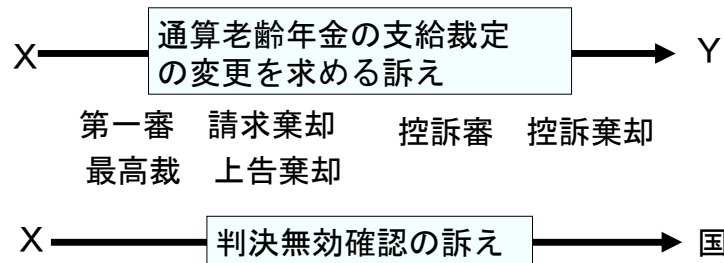 通算老齢年金の支給裁定
の変更を求める訴え
X
Y
第一審 請求棄却 控訴審 控訴棄却
最高裁 上告棄却
X 判決無効確認の訴え 国